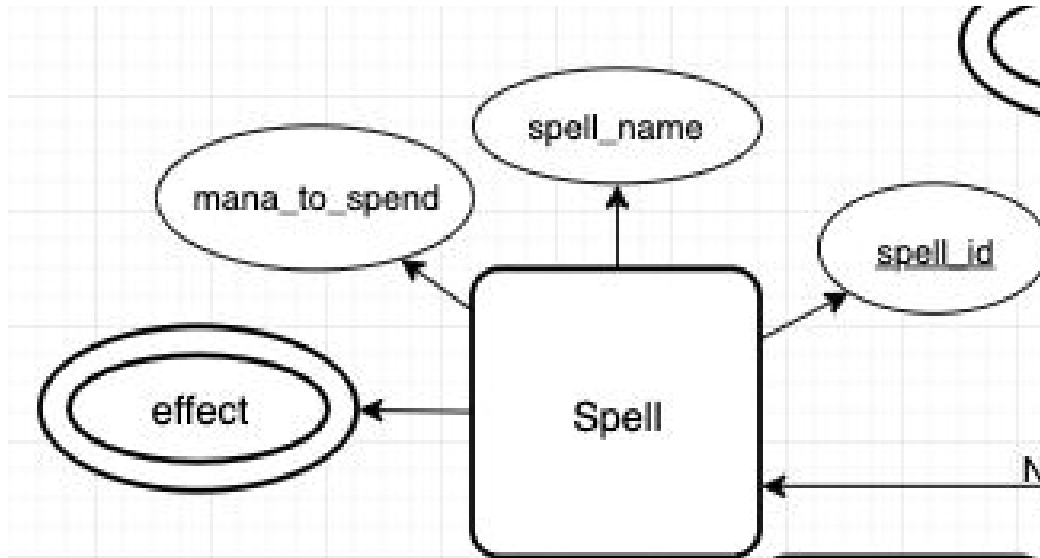 spell_name
mana_to_spend
spell_id
effect
Spell
N